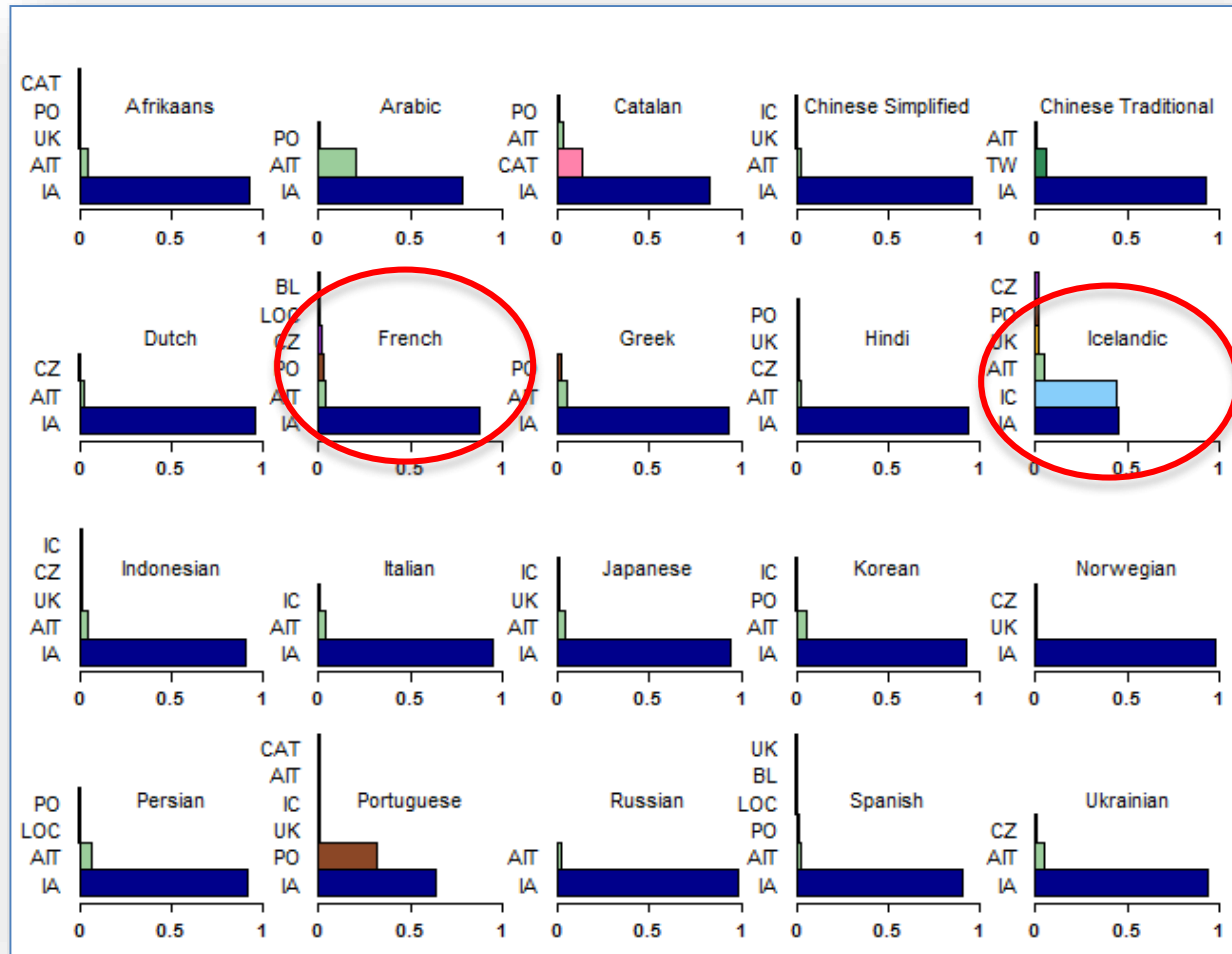 Afrikaans
CAT
PO
UK
AIT
IA
0 0.5 1
Arabic
PO
AIT
IA
0 0.5 1
Catalan
PO
AIT
CAT
IA
0 0.5 1
Chinese Simplified
IC
UK
AIT
IA
0 0.5 1
Chinese Traditional
AIT
TW
IA
0 0.5 1
Dutch
CZ
AIT
IA
0 0.5 1
French
BL
LOC
CZ
PO
AIT
IA
0 0.5 1
Greek
PO
AIT
IA
0 0.5 1
Hindi
PO
UK
CZ
AIT
IA
0 0.5 1
Icelandic
CZ
PO
UK
AIT
IC
IA
0 0.5 1
Indonesian
IC
CZ
UK
AIT
IA
0 0.5 1
Italian
IC
AIT
IA
0 0.5 1
Japanese
IC
UK
AIT
IA
0 0.5 1
Korean
IC
PO
AIT
IA
0 0.5 1
Norwegian
CZ
UK
IA
0 0.5 1
Persian
PO
LOC
AIT
IA
0 0.5 1
Portuguese
CAT
AIT
IC
UK
PO
IA
0 0.5 1
Russian
AIT
IA
0 0.5 1
Spanish
UK
BL
LOC
PO
AIT
IA
0 0.5 1
Ukrainian
CZ
AIT
IA
0 0.5 1